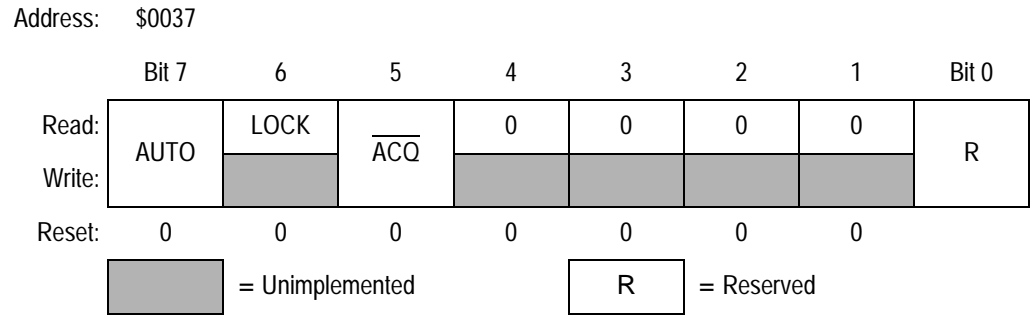 Address: $0037
Bit 7 6 5 4 3 2 1 Bit 0
Read: AUTO LOCK A̅C̅Q̅ 0 0 0 0 R
Write:
Reset: 0 0 0 0 0 0 0
= Unimplemented R = Reserved